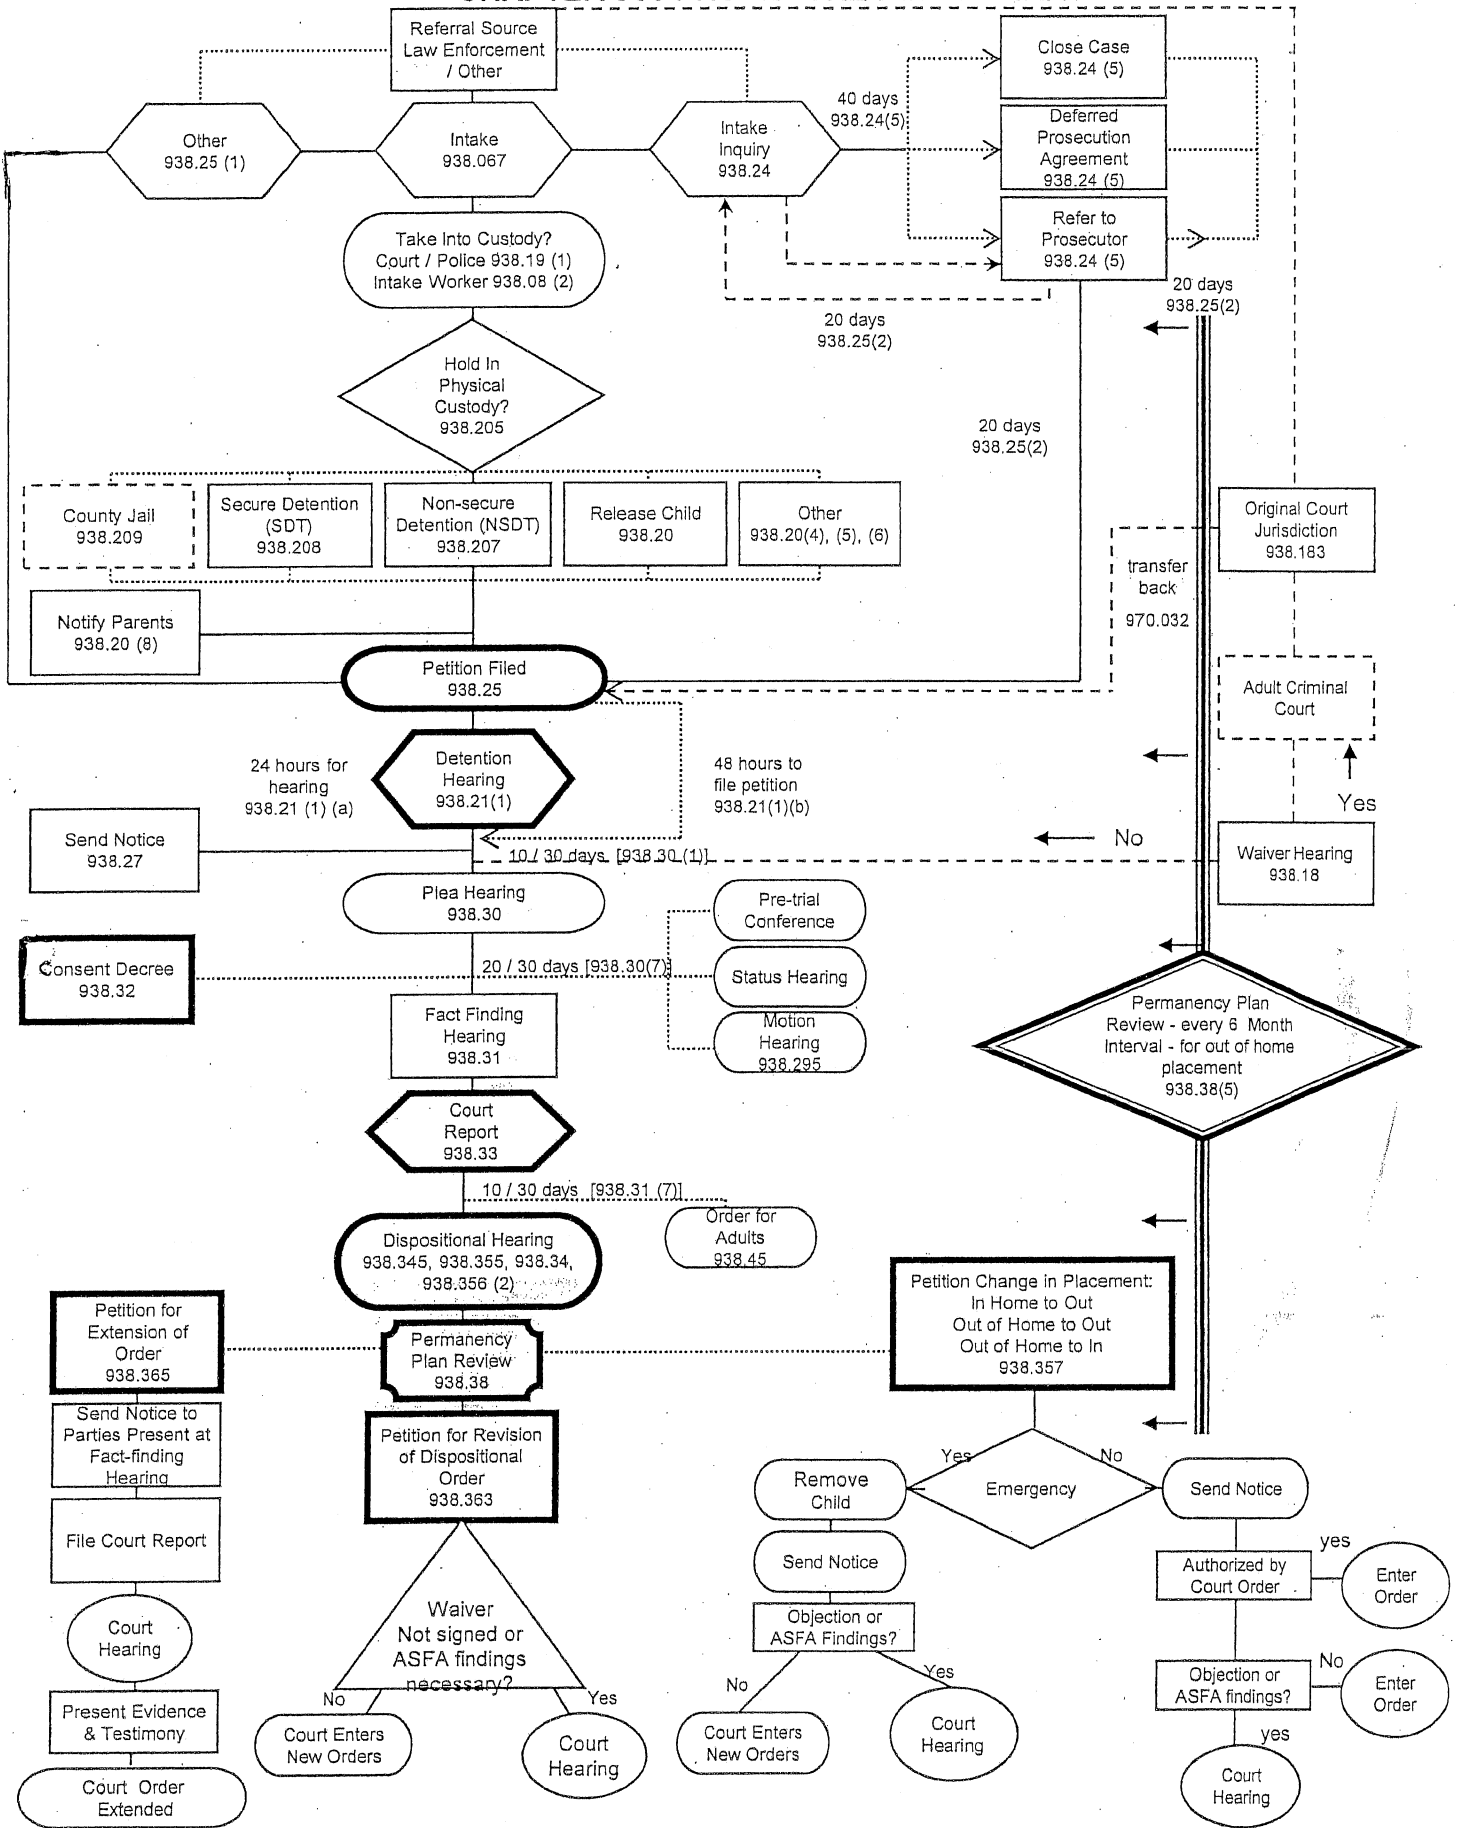 Referral Source
Law Enforcement
/ Other
Close Case
938.24 (5)
40 days
938.24(5)
Other
938.25 (1)
Intake
938.067
Intake
Inquiry
938.24
Deferred
Prosecution
Agreement
938.24 (5)
Refer to
Prosecutor
938.24 (5)
Take Into Custody?
Court / Police 938.19 (1)
Intake Worker 938.08 (2)
20 days
938.25(2)
20 days
938.25(2)
Hold In
Physical
Custody?
938.205
20 days
938.25(2)
County Jail
938.209
Secure Detention
(SDT)
938.208
Non-secure
Detention (NSDT)
938.207
Release Child
938.20
Other
938.20(4), (5), (6)
Original Court
Jurisdiction
938.183
transfer
back
970.032
Notify Parents
938.20 (8)
Petition Filed
938.25
Adult Criminal
Court
24 hours for
hearing
938.21 (1) (a)
Detention
Hearing
938.21(1)
48 hours to
file petition
938.21(1)(b)
Yes
Send Notice
938.27
No
10 / 30 days [938.30 (1)]
Waiver Hearing
938.18
Plea Hearing
938.30
Pre-trial
Conference
Consent Decree
938.32
20 / 30 days [938.30(7)]
Status Hearing
Fact Finding
Hearing
938.31
Motion
Hearing
938.295
Permanency Plan
Review - every 6 Month
Interval - for out of home
placement
938.38(5)
Court
Report
938.33
10 / 30 days [938.31 (7)]
Order for
Adults
938.45
Dispositional Hearing
938.345, 938.355, 938.34,
938.356 (2)
Petition for
Extension of
Order
938.365
Permanency
Plan Review
938.38
Petition Change in Placement:
In Home to Out
Out of Home to Out
Out of Home to In
938.357
Send Notice to
Parties Present at
Fact-finding
Hearing
Petition for Revision
of Dispositional
Order
938.363
Yes
No
Remove
Child
Emergency
Send Notice
File Court Report
Send Notice
Authorized by
Court Order
yes
Enter
Order
Court
Hearing
Waiver
Not signed or
ASFA findings
necessary?
Objection or
ASFA Findings?
Objection or
ASFA findings?
No
Enter
Order
No
Yes
No
Yes
yes
Present Evidence
& Testimony
Court Enters
New Orders
Court
Hearing
Court Enters
New Orders
Court
Hearing
Court
Hearing
Court Order
Extended